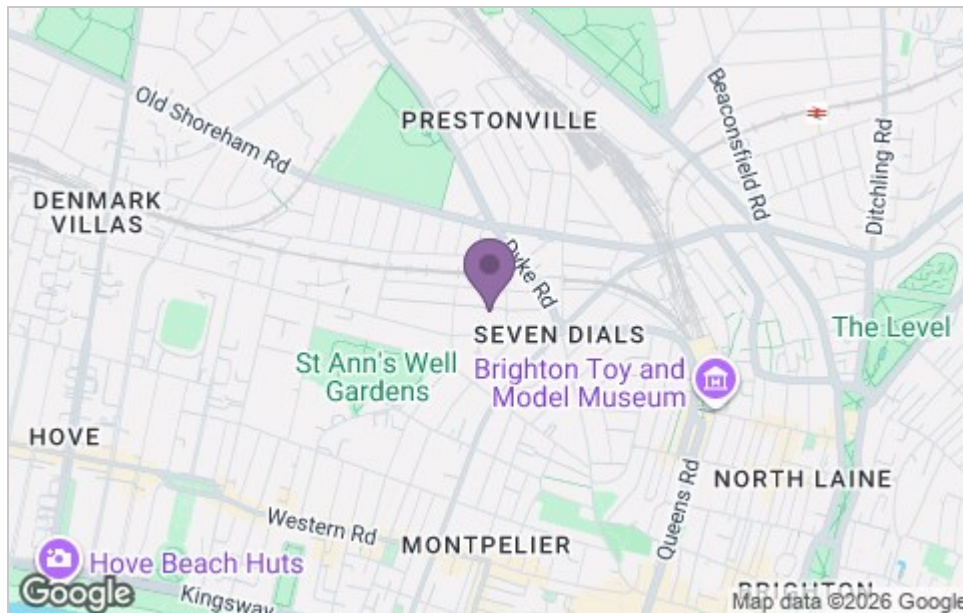 Old Shoreham Rd
PRESTONVILLE
Beaconsfield Rd
Ditchling Rd
DENMARK
VILLAS
Dyke Rd
SEVEN DIALS
The Level
St Ann's Well
Gardens
Brighton Toy and
Model Museum
HOVE
NORTH LAINE
Western Rd
Queens Rd
MONTPELIER
Hove Beach Huts
BRIGHTON
Kingsway
Google
Map data ©2026 Google